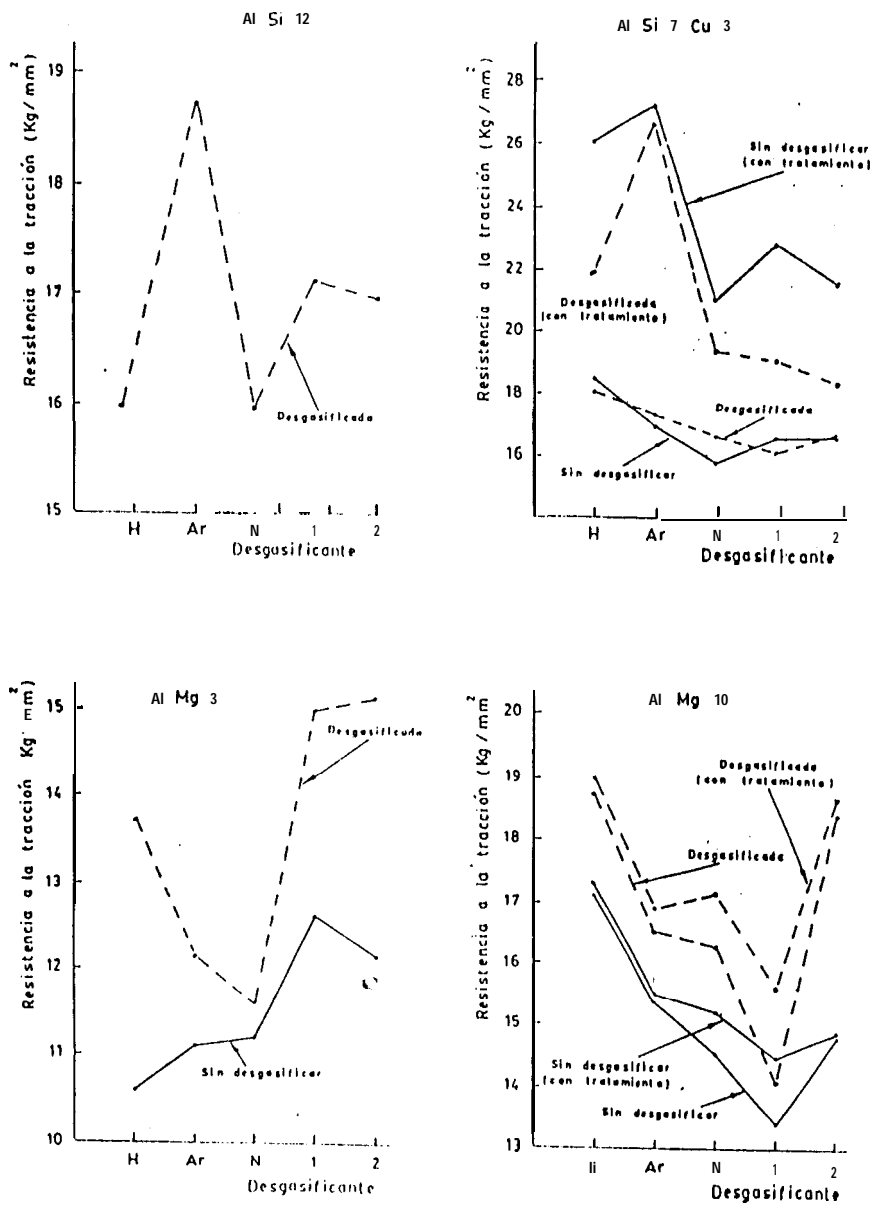 Al Si 12
Resistencia a la tracción (Kg/mm²)
19
18
17
16
15
Desgasificada
H Ar N 1 2
Desgasificante
Al Si 7 Cu 3
Resistencia a la tracción (Kg/mm²)
28
26
24
22
20
18
16
Sin desgasificar
(con tratamiento)
Desgasificada
(con tratamiento)
Desgasificada
Sin desgasificar
H Ar N 1 2
Desgasificante
Al Mg 3
Resistencia a la tracción Kg mm²
15
14
13
12
11
10
Desgasificada
Sin desgasificar
H Ar N 1 2
Desgasificante
Al Mg 10
Resistencia a la tracción (Kg/mm²
20
19
18
17
16
15
14
13
Desgasificada
(con tratamiento)
Desgasificada
Sin desgasificar
(con tratamiento)
Sin desgasificar
Ar N 1 2
Desgasificante